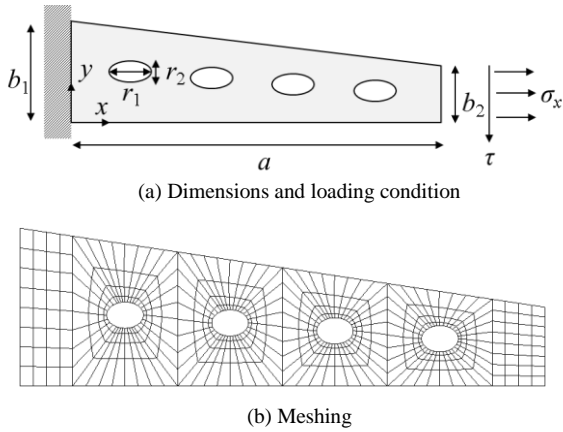 b₁
y
x
r₁
r₂
b₂
σₓ
τ
a
(a) Dimensions and loading condition
(b) Meshing